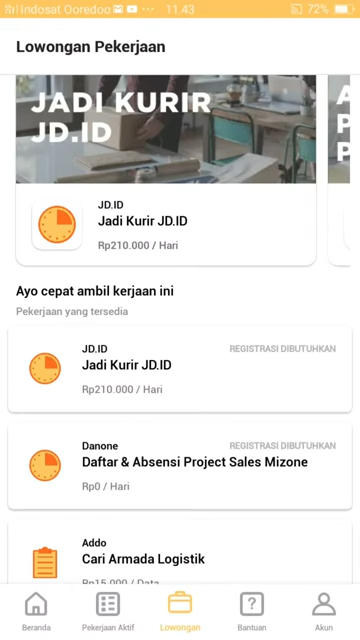 Indosat Ooredoo
11.43
72%
Lowongan Pekerjaan
JADI KURIR
JD.ID
JD.ID
Jadi Kurir JD.ID
Rp210.000 / Hari
Ayo cepat ambil kerjaan ini
Pekerjaan yang tersedia
JD.ID
REGISTRASI DIBUTUHKAN
Jadi Kurir JD.ID
Rp210.000 / Hari
Danone
REGISTRASI DIBUTUHKAN
Daftar & Absensi Project Sales Mizone
Rp0 / Hari
Addo
Cari Armada Logistik
Rp15.000 / Data
Beranda
Pekerjaan Aktif
Lowongan
Bantuan
Akun